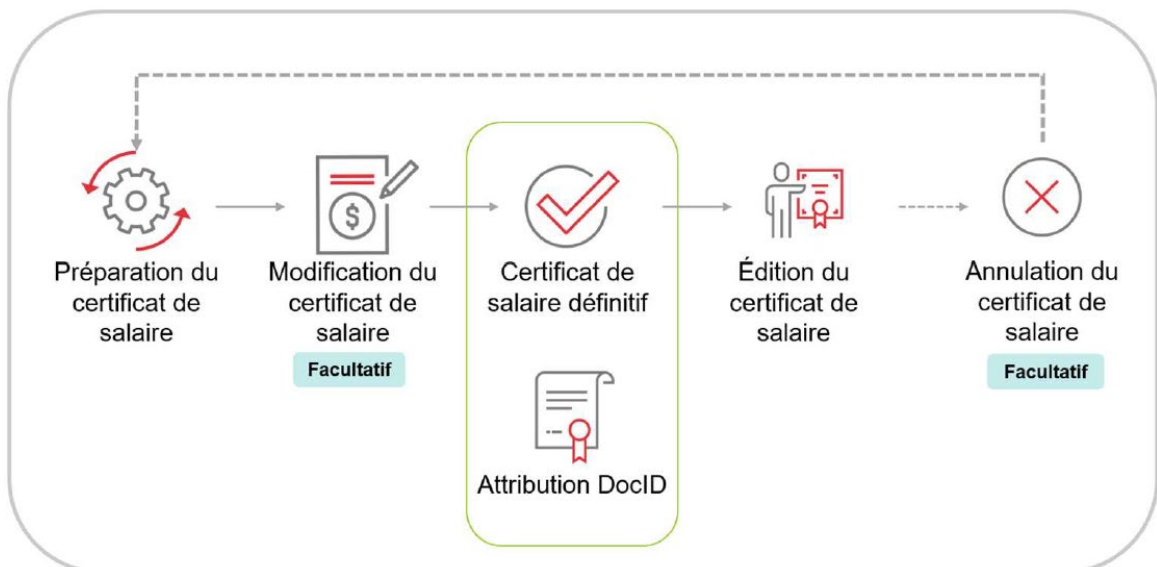 Préparation du
certificat de
salaire
Modification du
certificat de
salaire
Facultatif
Certificat de
salaire définitif
Attribution DocID
Édition du
certificat de
salaire
Annulation du
certificat de
salaire
Facultatif
$